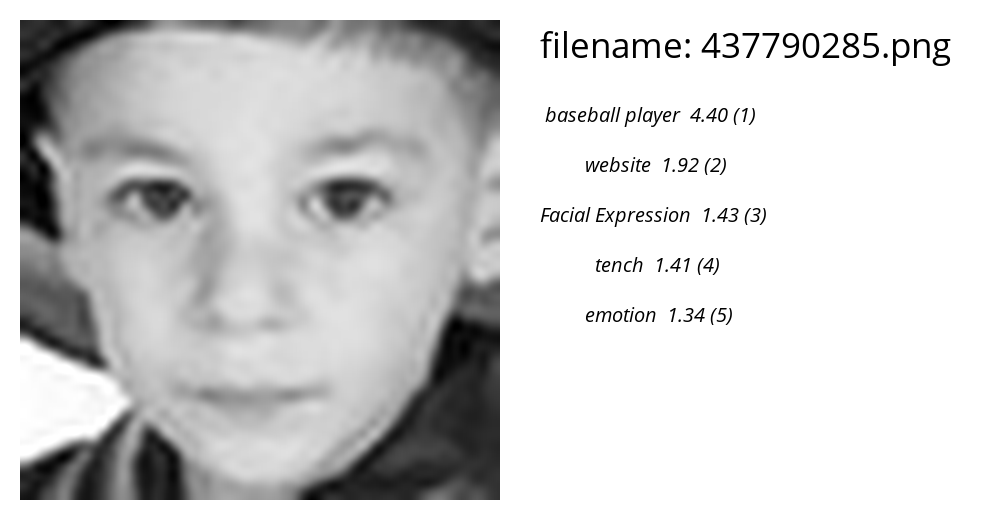 filename: 437790285.png
baseball player 4.40 (1)
website 1.92 (2)
Facial Expression 1.43 (3)
tench 1.41 (4)
emotion 1.34 (5)